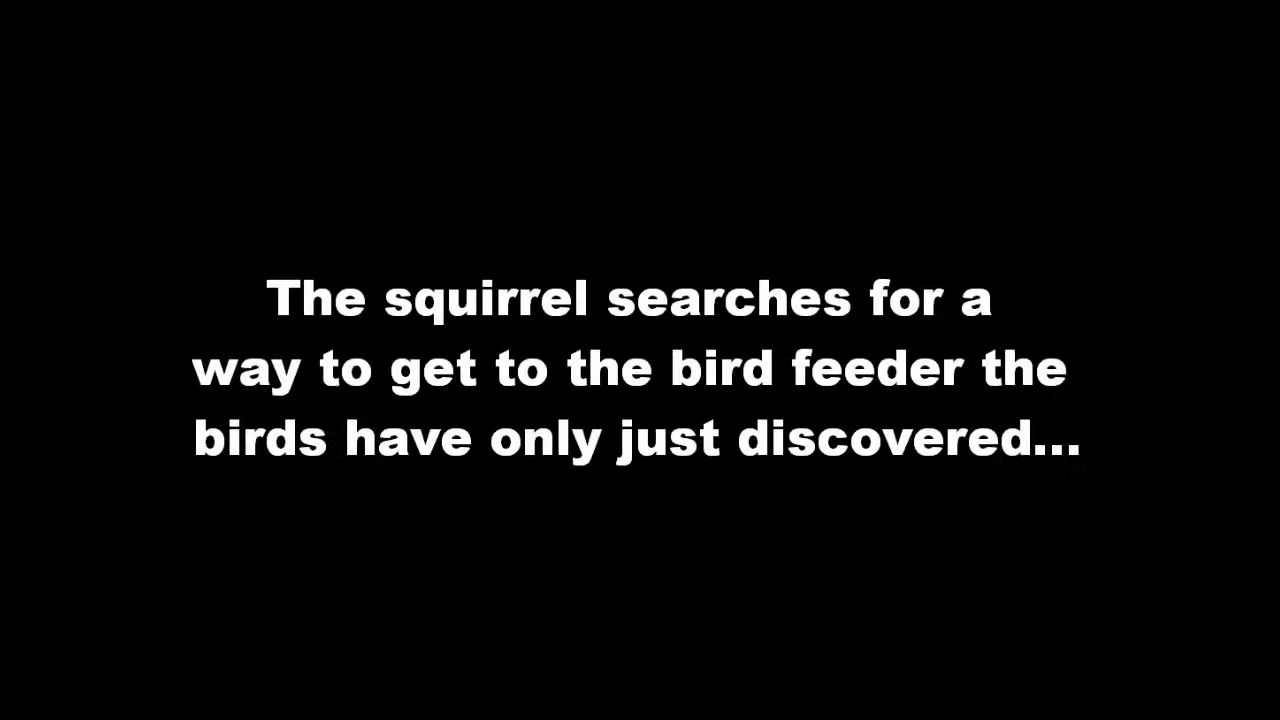 The squirrel searches for a
way to get to the bird feeder the
birds have only just discovered...